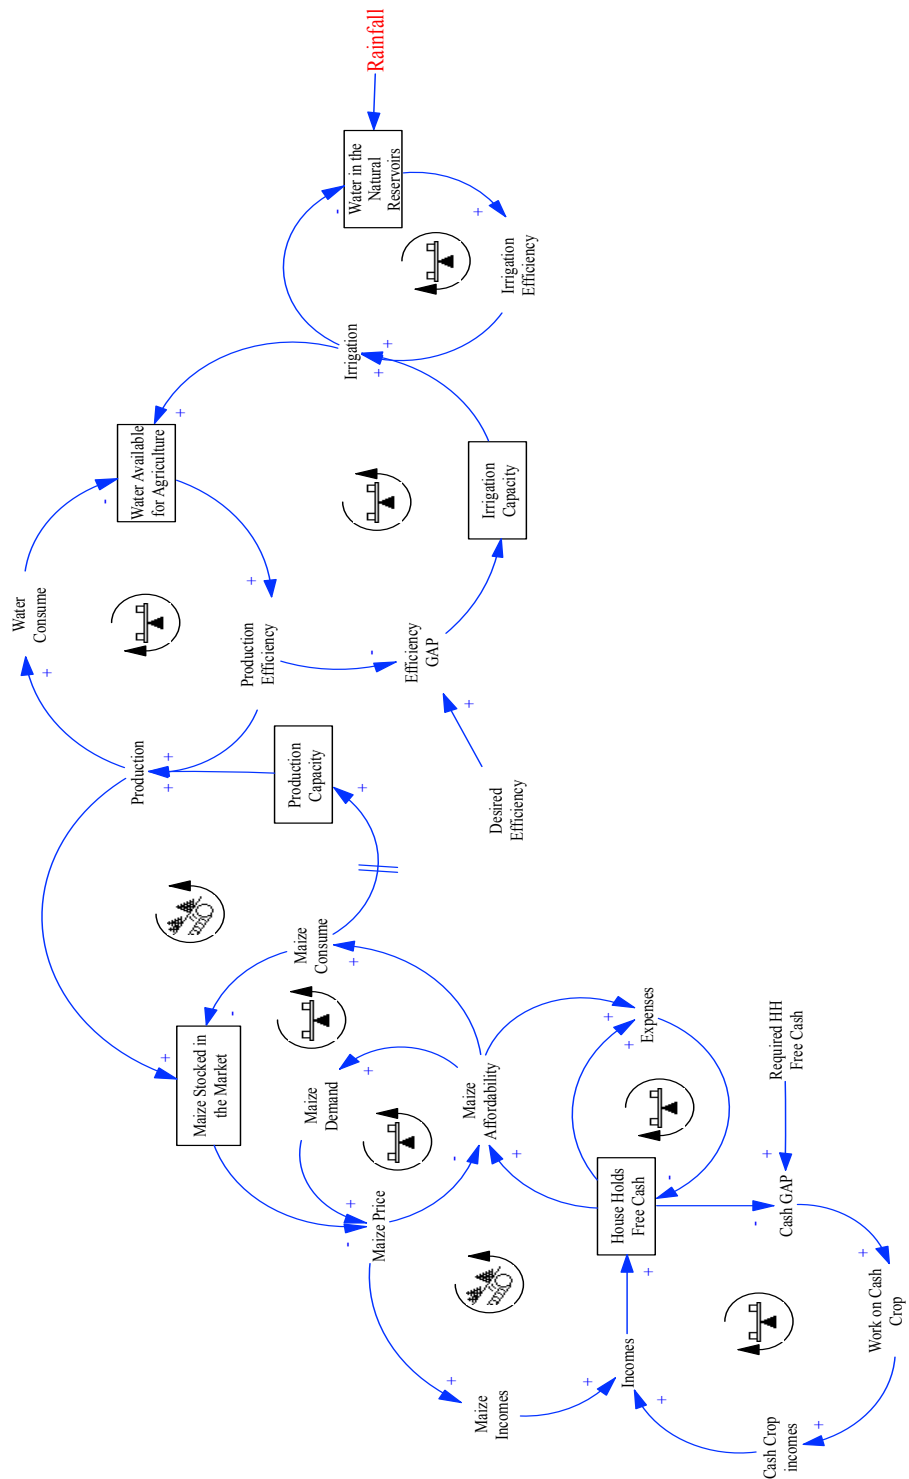 Water
Consume
Production
Water Available
for Agriculture
Maize Stocked in
the Market
Production
Efficiency
Production
Capacity
Maize
Consume
Maize
Demand
Irrigation
Water in the
Natural
Reservoirs
Rainfall
Maize Price
Efficiency
GAP
Maize
Affordability
Maize
Incomes
Irrigation
Capacity
Irrigation
Efficiency
Desired
Efficiency
House Holds
Free Cash
Incomes
Expenses
Required HH
Free Cash
Cash GAP
Cash Crop
incomes
Work on Cash
Crop